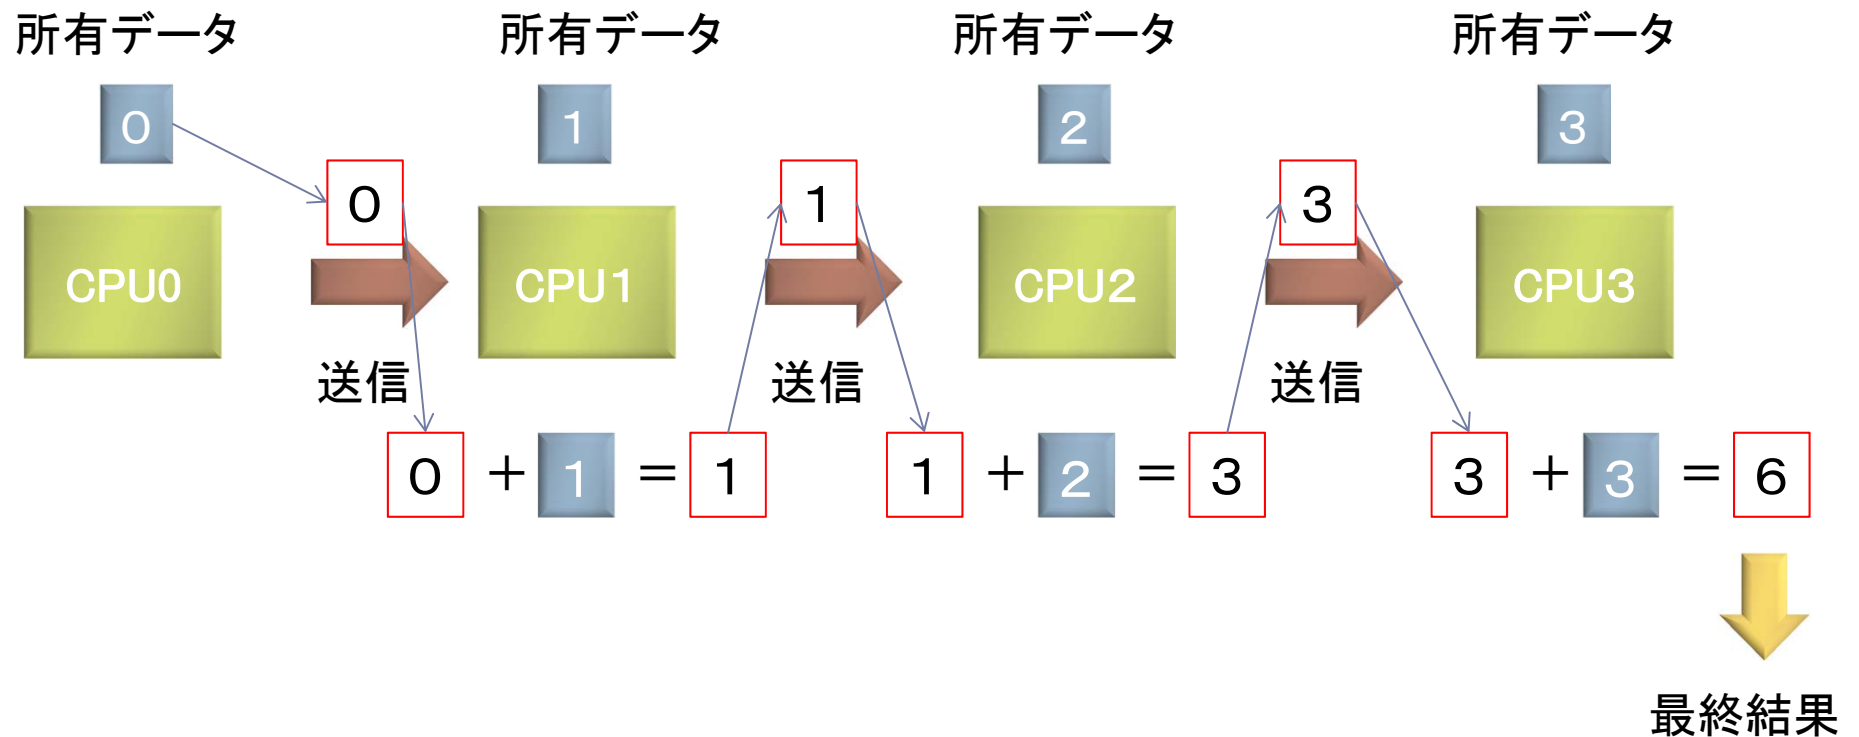 所有データ 所有データ 所有データ 所有データ
0 1 2 3
0 1 3
CPU0 CPU1 CPU2 CPU3
送信 送信 送信
0 + 1 = 1 1 + 2 = 3 3 + 3 = 6
最終結果